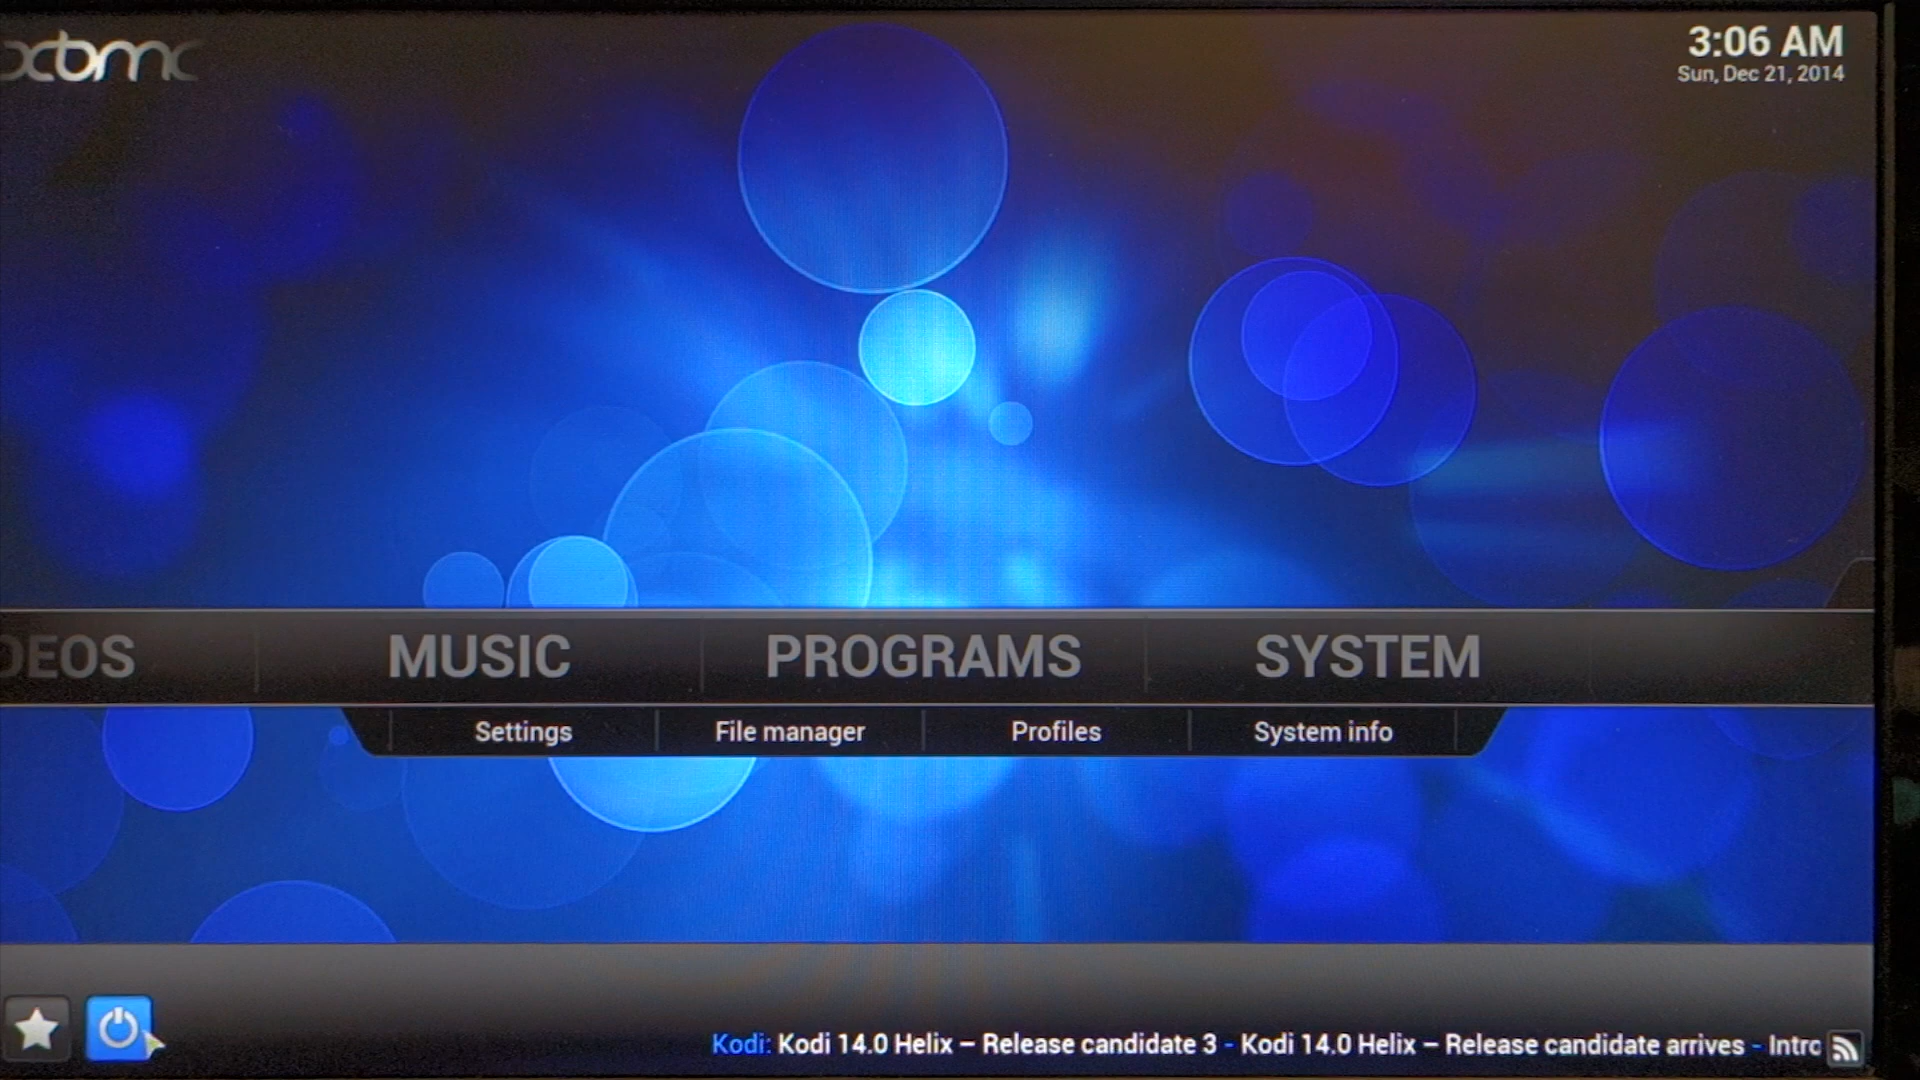 xbmc
3:06 AM
Sun, Dec 21, 2014
DEOS MUSIC PROGRAMS SYSTEM
Settings File manager Profiles System info
Kodi: Kodi 14.0 Helix – Release candidate 3 - Kodi 14.0 Helix – Release candidate arrives - Intro